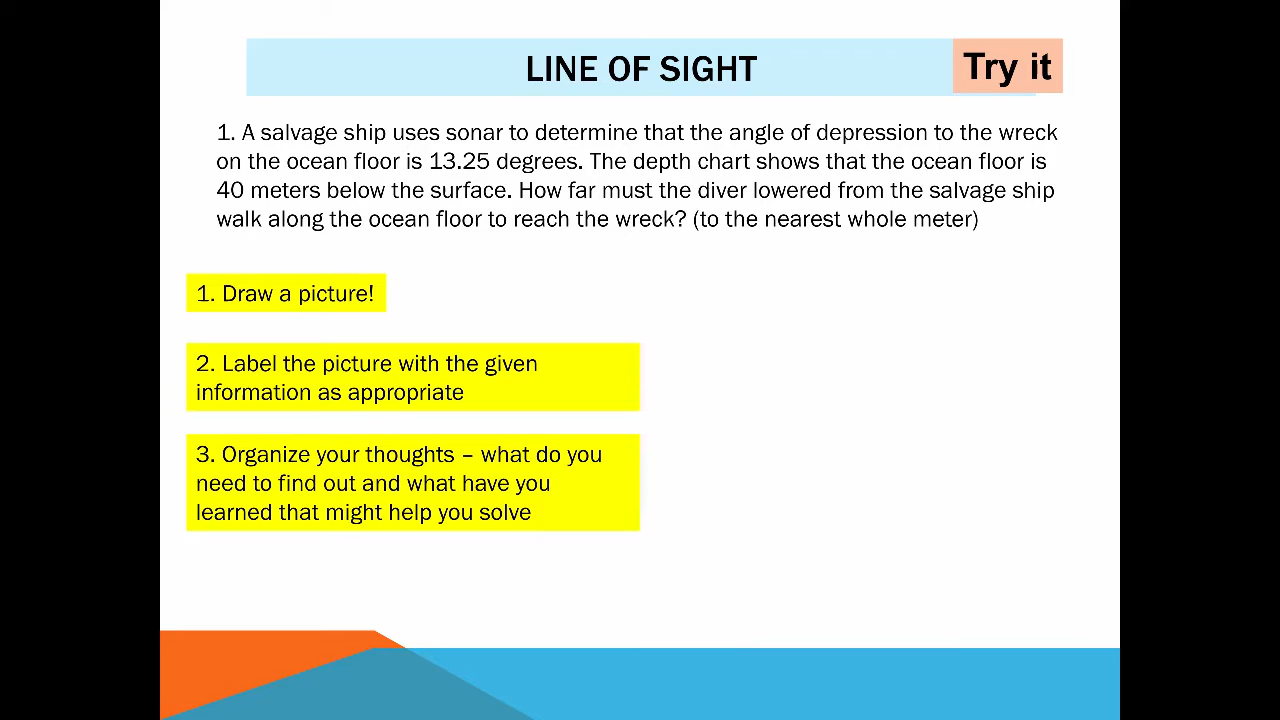 LINE OF SIGHT
Try it
1. A salvage ship uses sonar to determine that the angle of depression to the wreck
on the ocean floor is 13.25 degrees. The depth chart shows that the ocean floor is
40 meters below the surface. How far must the diver lowered from the salvage ship
walk along the ocean floor to reach the wreck? (to the nearest whole meter)
1. Draw a picture!
2. Label the picture with the given
information as appropriate
3. Organize your thoughts – what do you
need to find out and what have you
learned that might help you solve